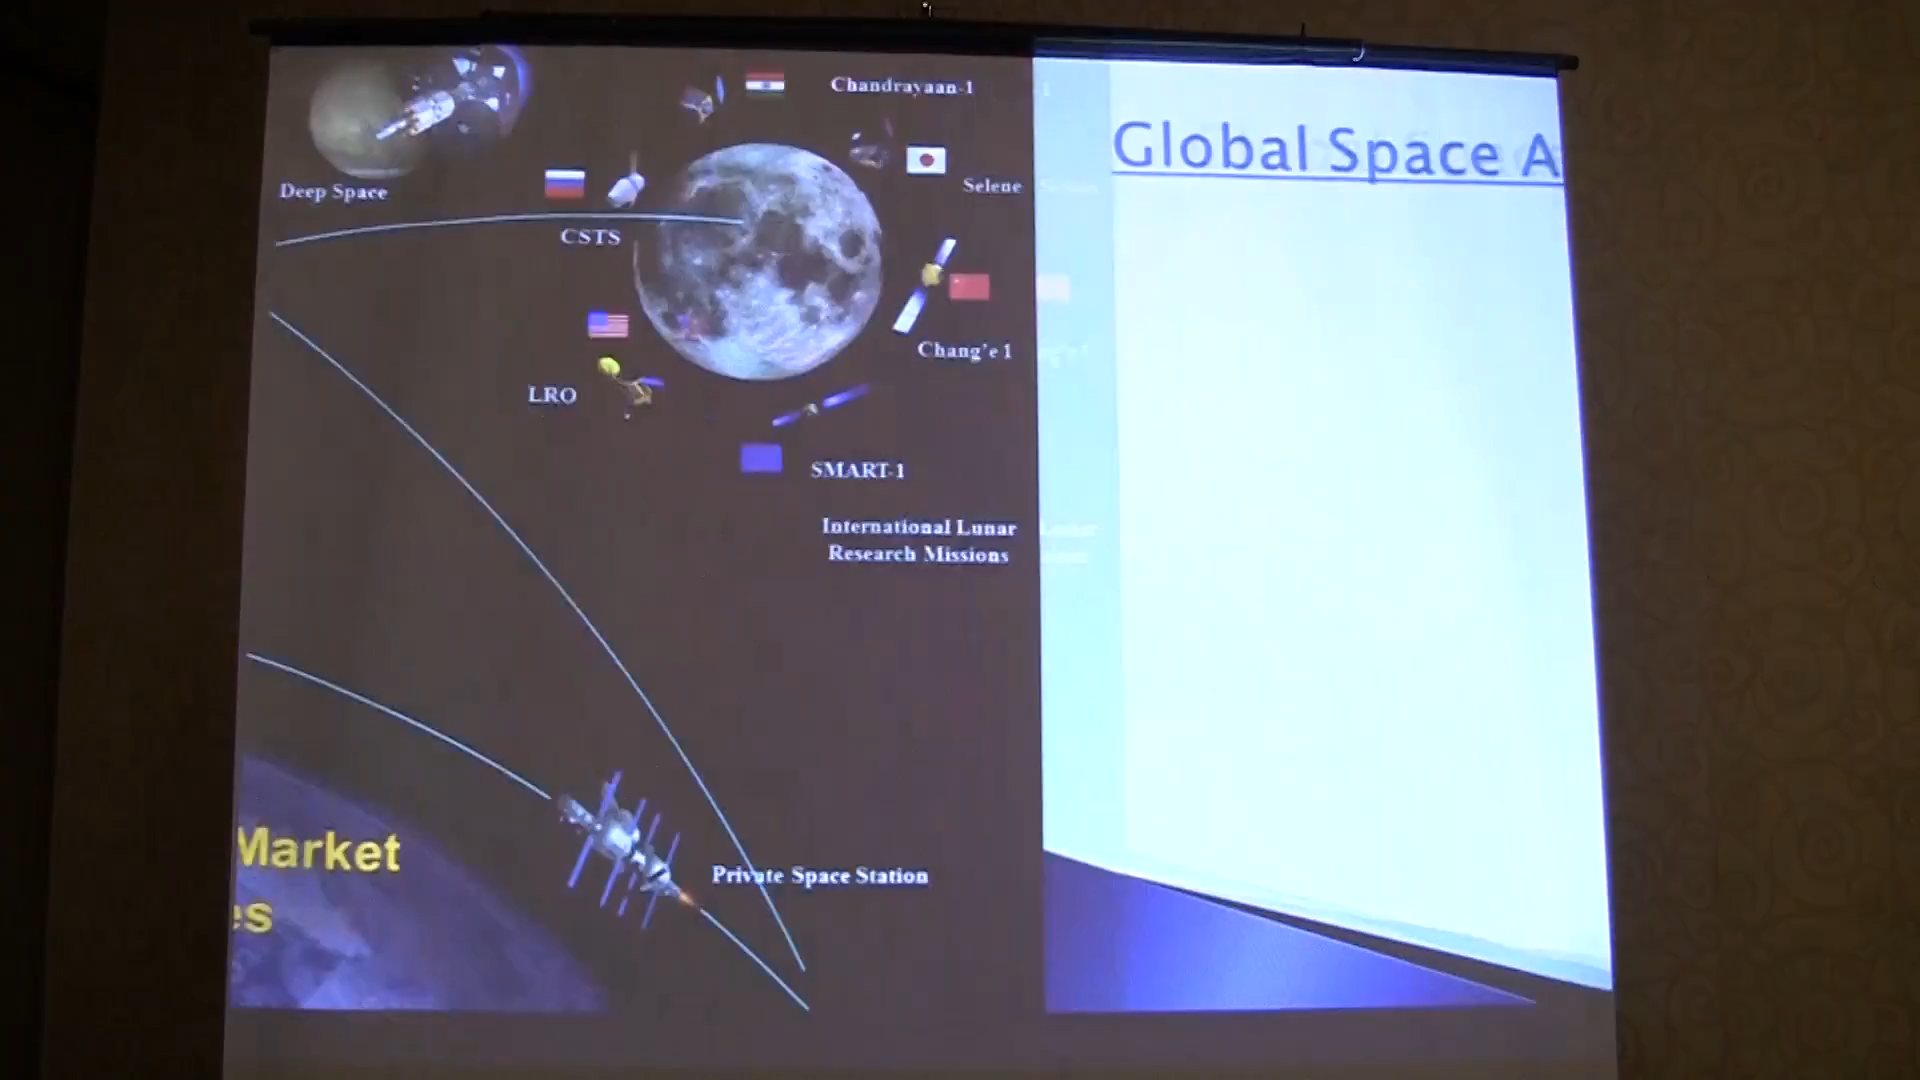 Chandrayaan-1
Global Space A
Deep Space
Selene
CSTS
Chang'e 1
LRO
SMART-1
International Lunar
Research Missions
Market
es
Private Space Station